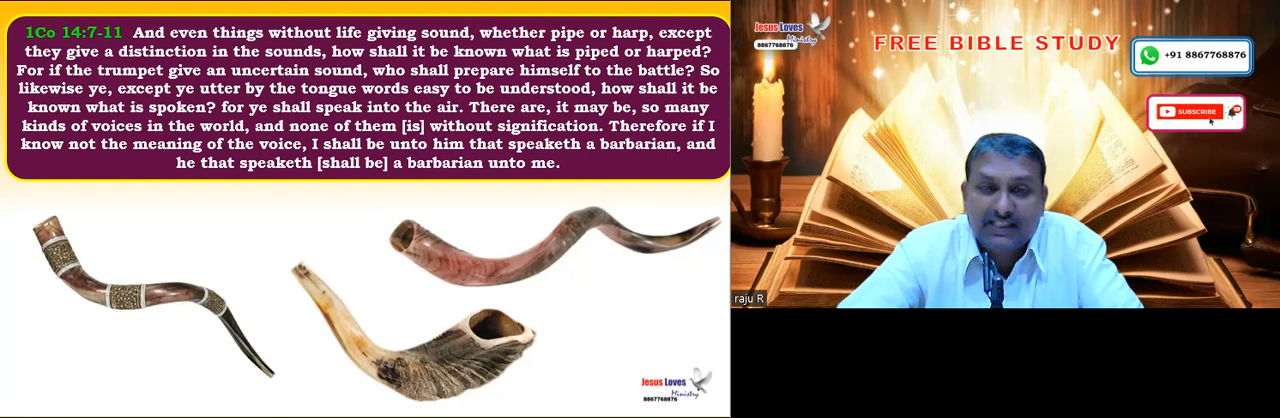 1Co 14:7-11 And even things without life giving sound, whether pipe or harp, except
they give a distinction in the sounds, how shall it be known what is piped or harped?
For if the trumpet give an uncertain sound, who shall prepare himself to the battle? So
likewise ye, except ye utter by the tongue words easy to be understood, how shall it be
known what is spoken? for ye shall speak into the air. There are, it may be, so many
kinds of voices in the world, and none of them [is] without signification. Therefore if I
know not the meaning of the voice, I shall be unto him that speaketh a barbarian, and
he that speaketh [shall be] a barbarian unto me.
Jesus Loves
Ministry
8867768876
Jesus Loves
Ministry
8867768876
FREE BIBLE STUDY
+91 8867768876
SUBSCRIBE
raju R